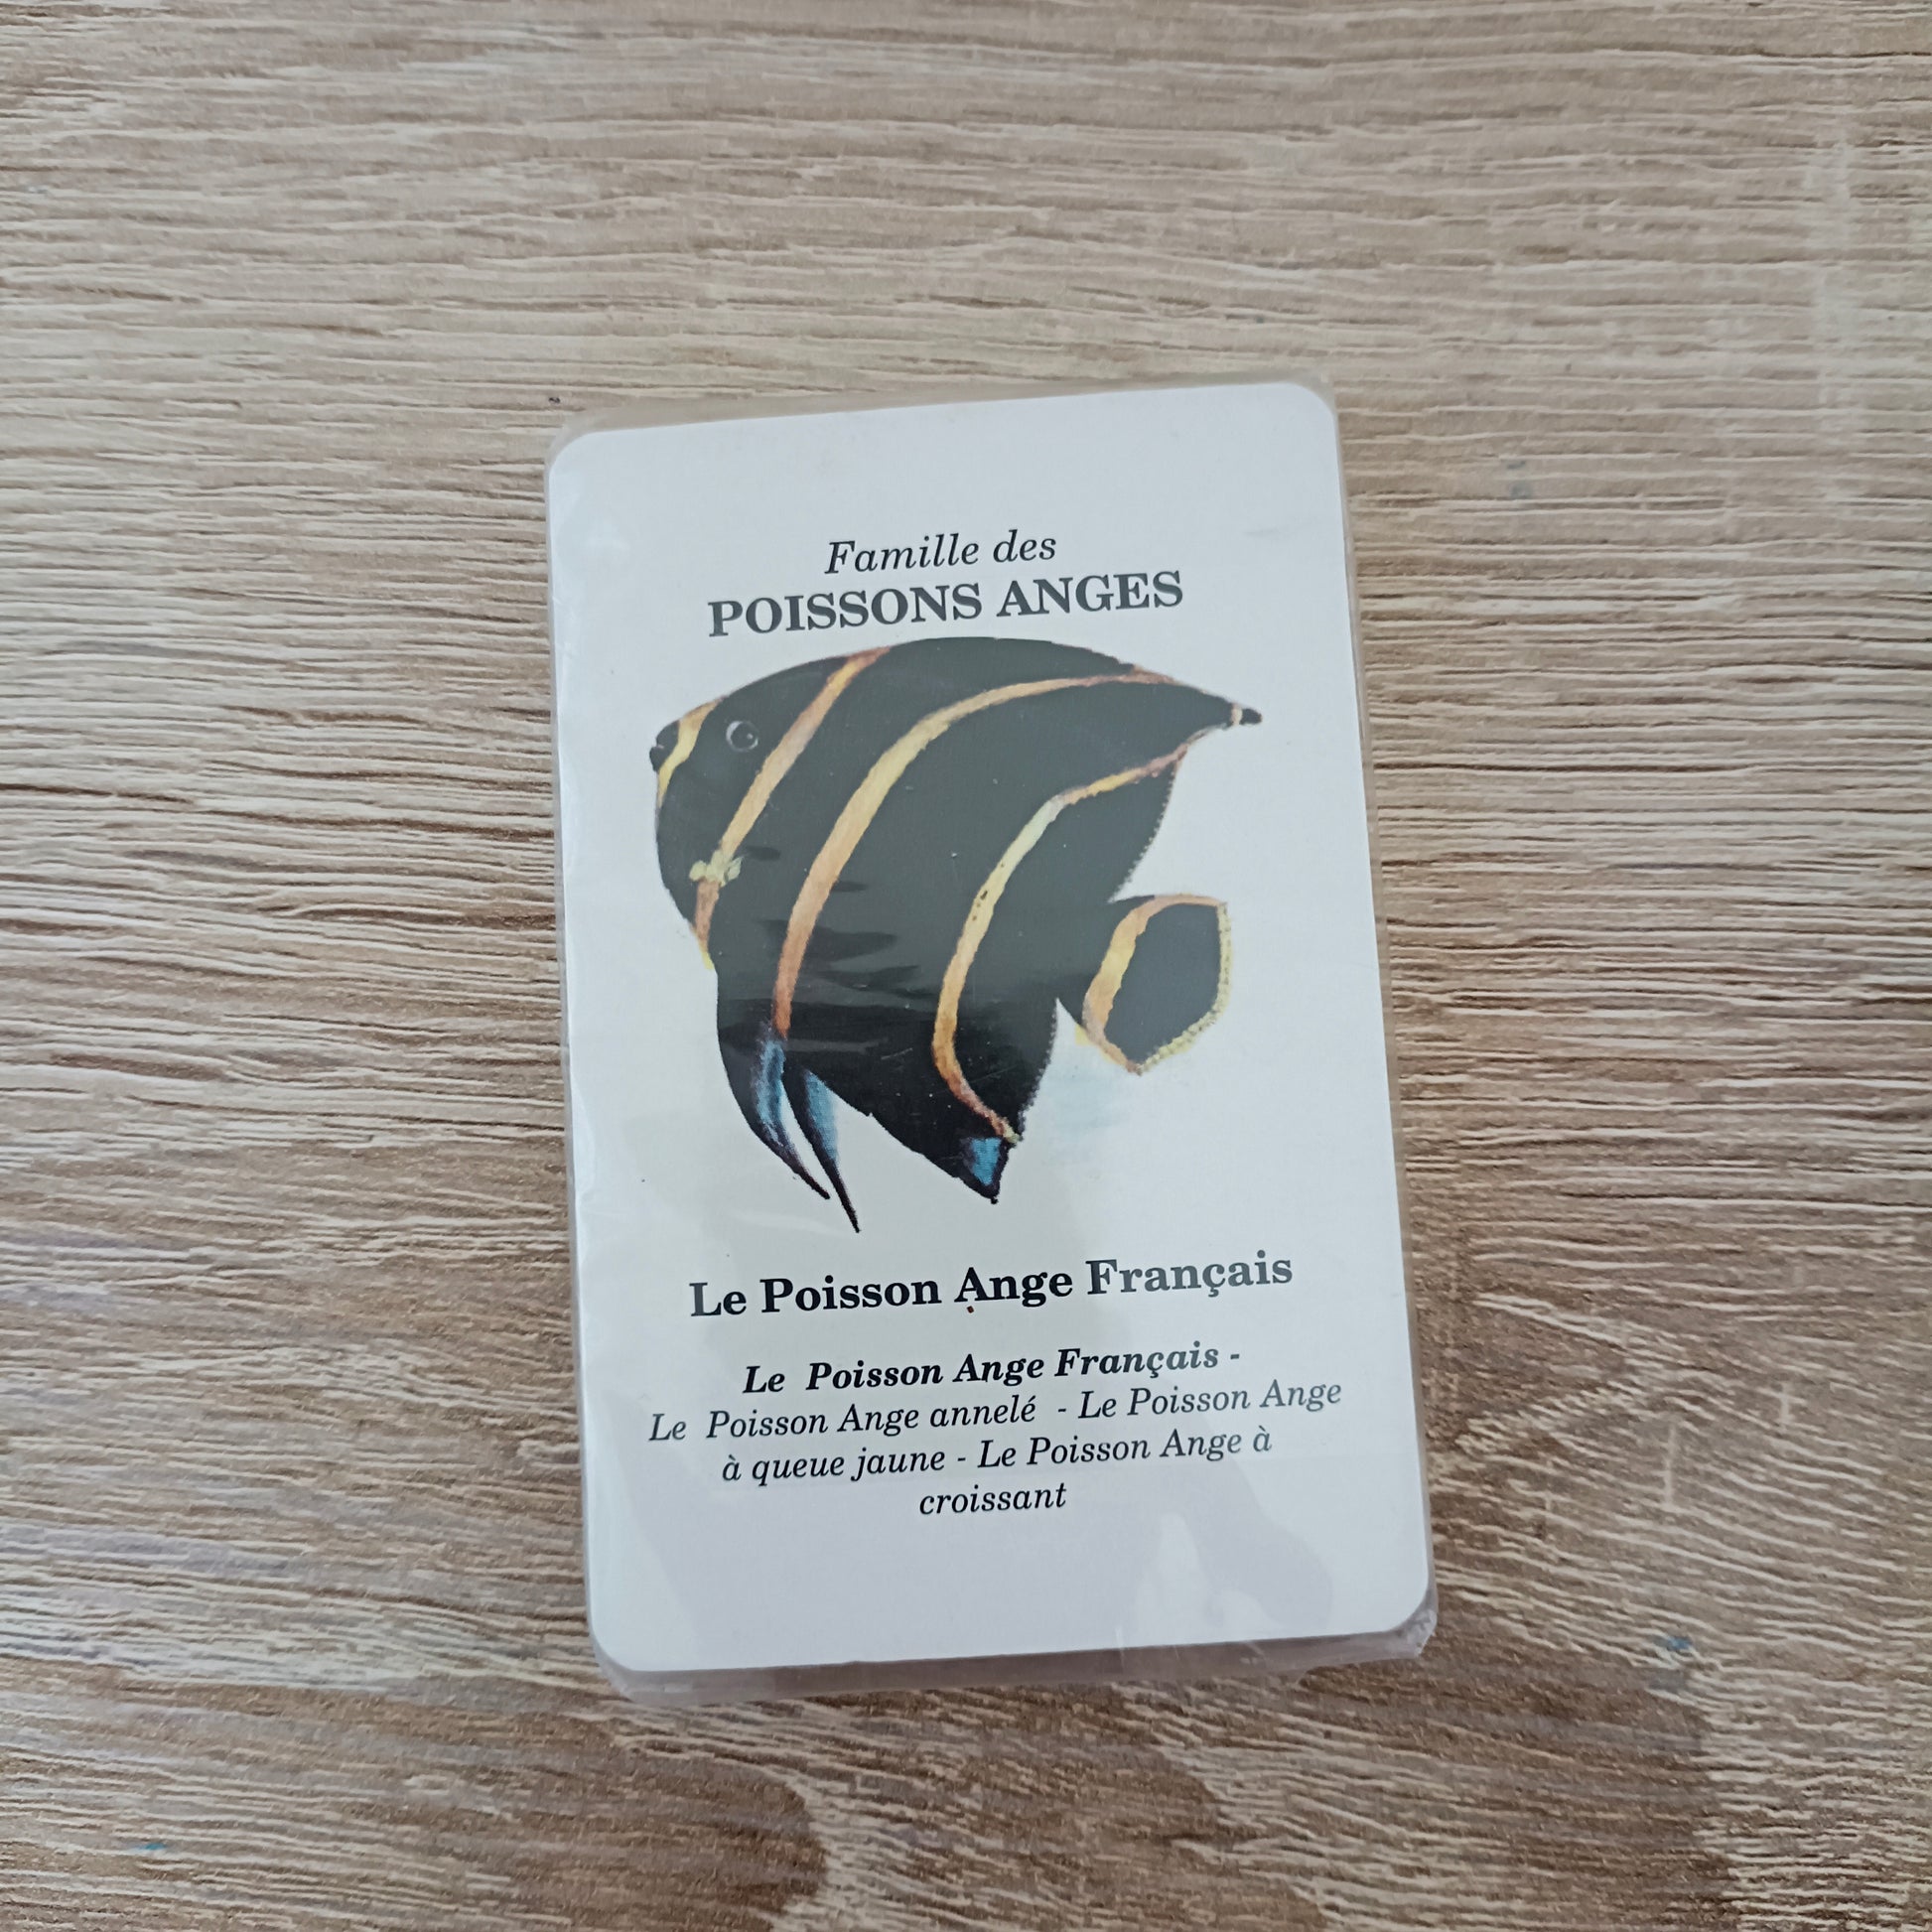 Famille des
POISSONS ANGES
Le Poisson Ange Français
Le Poisson Ange Français -
Le Poisson Ange annelé - Le Poisson Ange
à queue jaune - Le Poisson Ange à
croissant